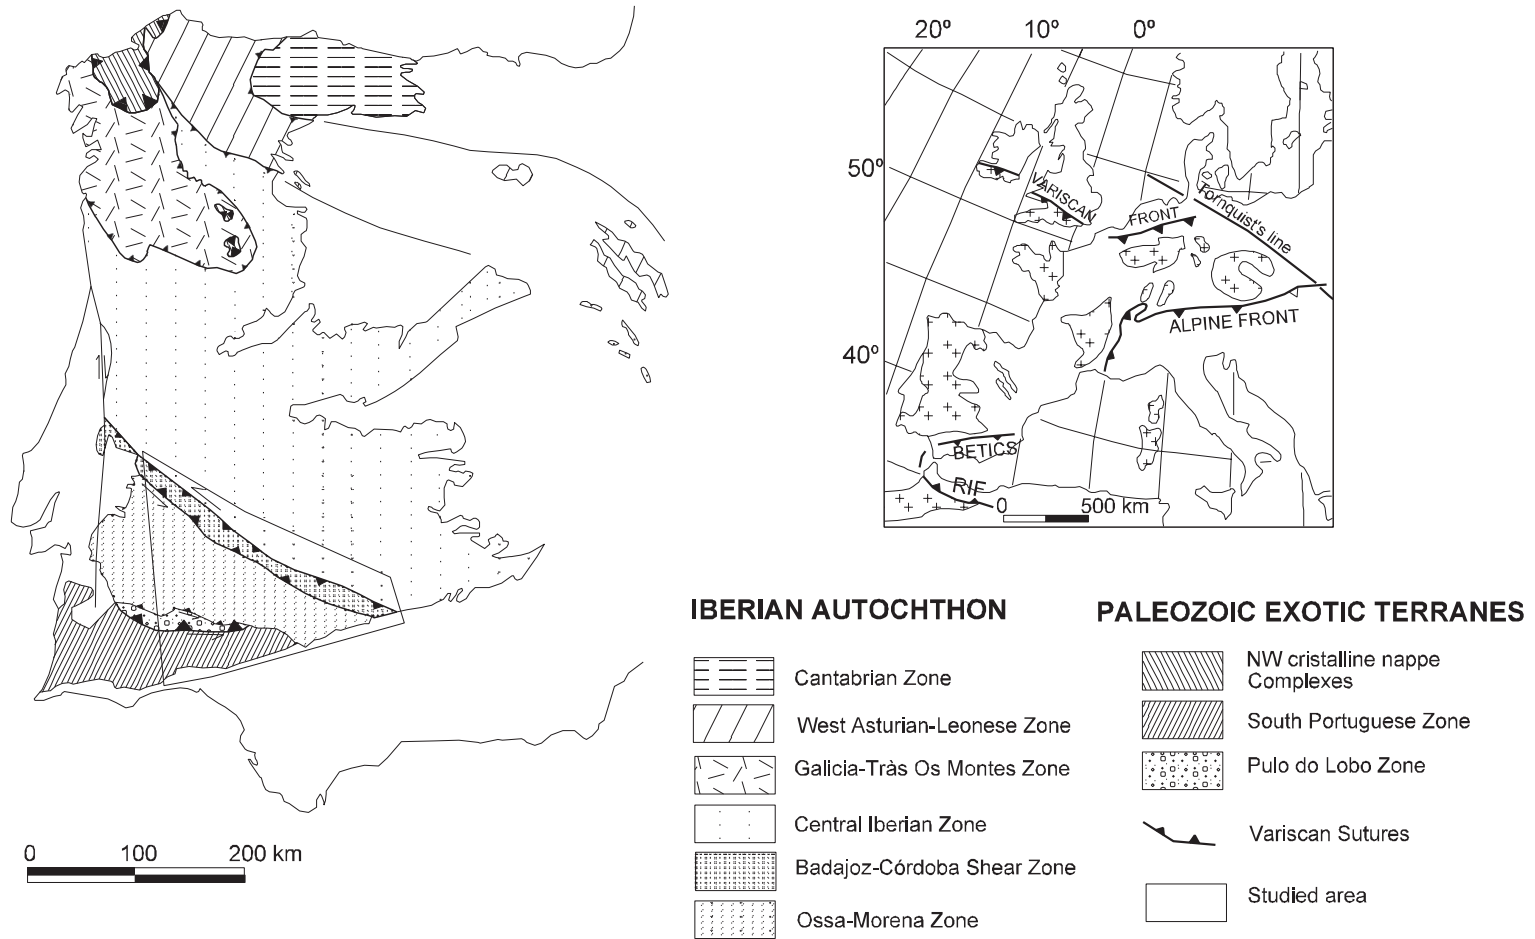 20º 10º 0º
50º
40º
VARISCAN
FRONT
Tornquist's line
ALPINE FRONT
BETICS
RIF
0 500 km
0 100 200 km
IBERIAN AUTOCHTHON
Cantabrian Zone
West Asturian-Leonese Zone
Galicia-Tràs Os Montes Zone
Central Iberian Zone
Badajoz-Córdoba Shear Zone
Ossa-Morena Zone
PALEOZOIC EXOTIC TERRANES
NW cristalline nappe
Complexes
South Portuguese Zone
Pulo do Lobo Zone
Variscan Sutures
Studied area